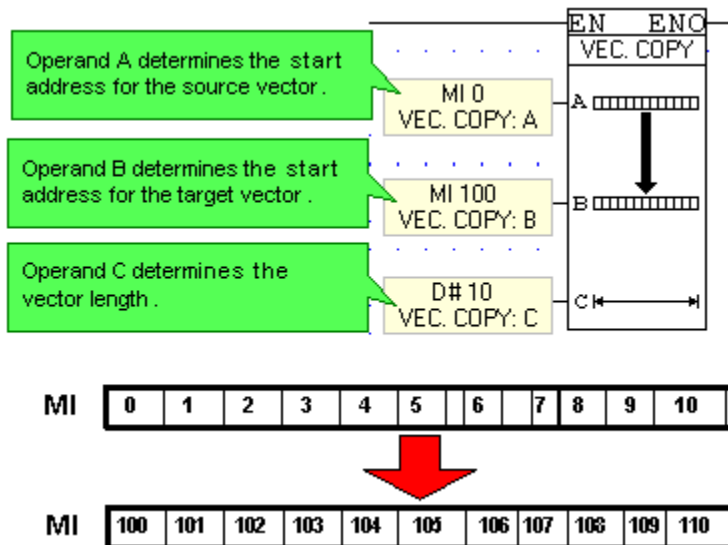 EN ENO
VEC. COPY
Operand A determines the start
address for the source vector.
MI 0
VEC. COPY: A
A
Operand B determines the start
address for the target vector.
MI 100
VEC. COPY: B
B
Operand C determines the
vector length.
D# 10
VEC. COPY: C
C
MI 0 1 2 3 4 5 6 7 8 9 10
MI 100 101 102 103 104 105 106 107 108 109 110